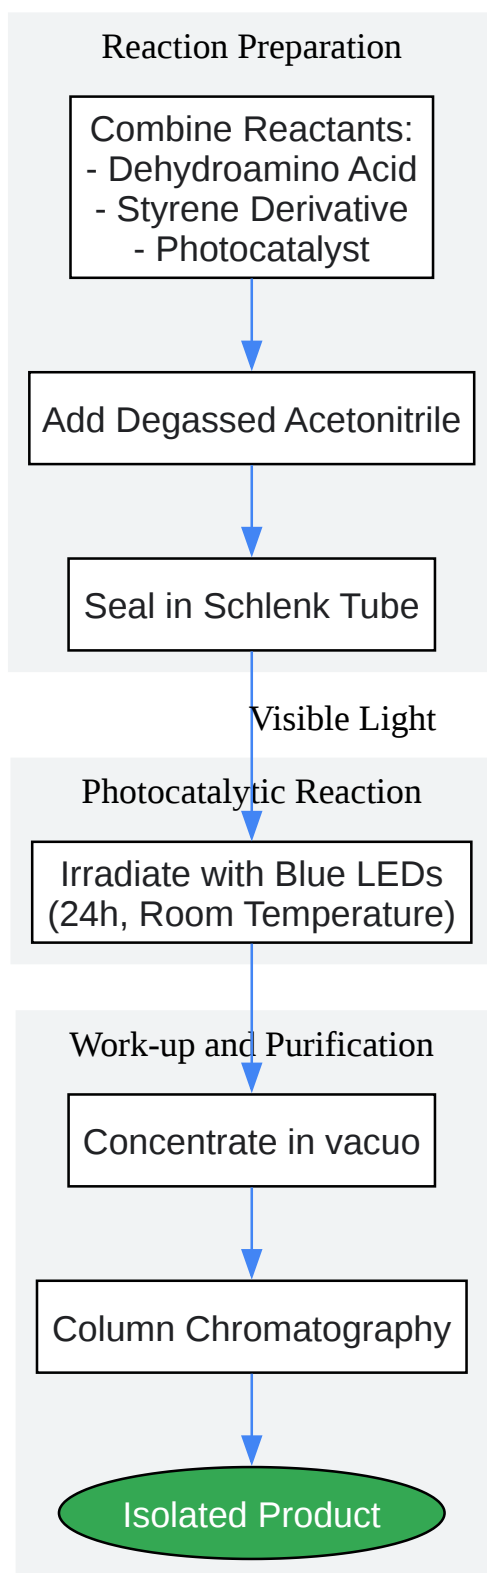 Reaction Preparation
Combine Reactants:
- Dehydroamino Acid
- Styrene Derivative
- Photocatalyst
Add Degassed Acetonitrile
Seal in Schlenk Tube
Visible Light
Photocatalytic Reaction
Irradiate with Blue LEDs
(24h, Room Temperature)
Work-up and Purification
Concentrate in vacuo
Column Chromatography
Isolated Product